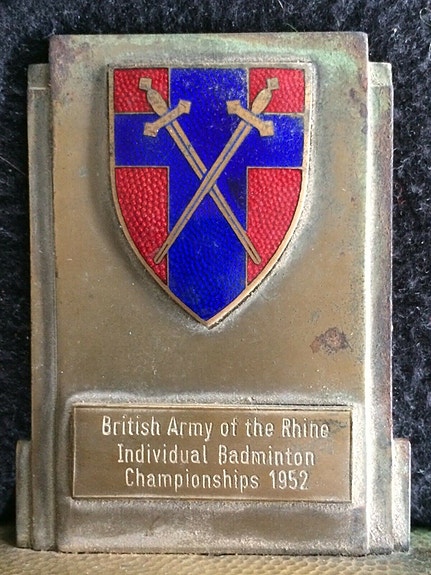 British Army of the Rhine
Individual Badminton
Championships 1952